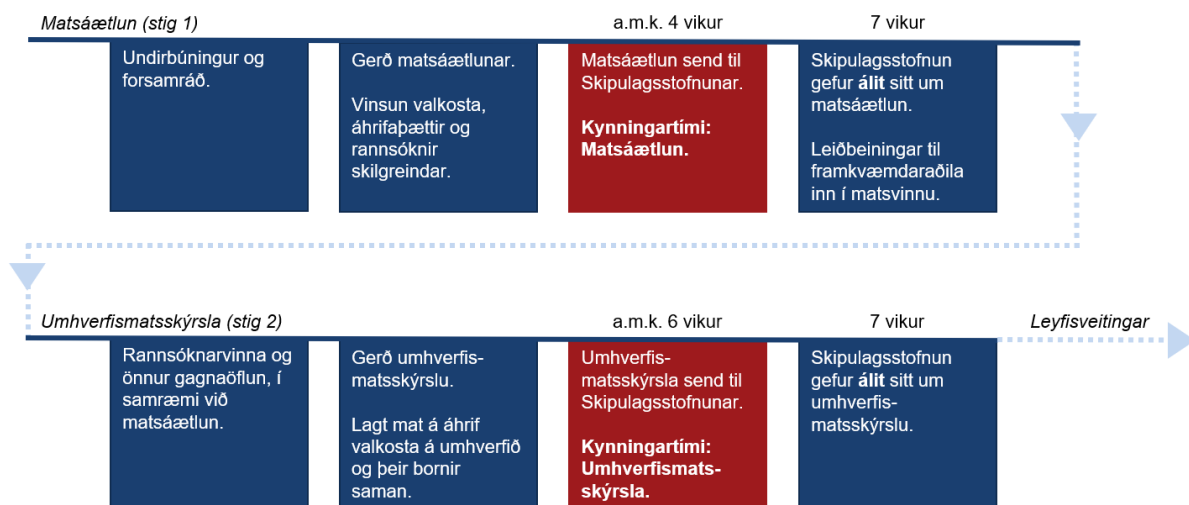 Matsáætlun (stig 1)
a.m.k. 4 vikur
7 vikur
Undirbúningur og
forsamráð.
Gerð matsáætlunar.
Vinsun valkosta,
áhrifaþættir og
rannsóknir
skilgreindar.
Matsáætlun send til
Skipulagsstofnunar.
Kynningartími:
Matsáætlun.
Skipulagsstofnun
gefur álit sitt um
matsáætlun.
Leiðbeiningar til
framkvæmdaraðila
inn í matsvinnu.
Umhverfismatsskýrsla (stig 2)
a.m.k. 6 vikur
7 vikur
Leyfisveitingar
Rannsóknarvinna og
önnur gagnaöflun, í
samræmi við
matsáætlun.
Gerð umhverfis-
matsskýrslu.
Lagt mat á áhrif
valkosta á umhverfið
og þeir bornir
saman.
Umhverfis-
matsskýrsla send til
Skipulagsstofnunar.
Kynningartími:
Umhverfismats-
skýrsla.
Skipulagsstofnun
gefur álit sitt um
umhverfis-
matsskýrslu.